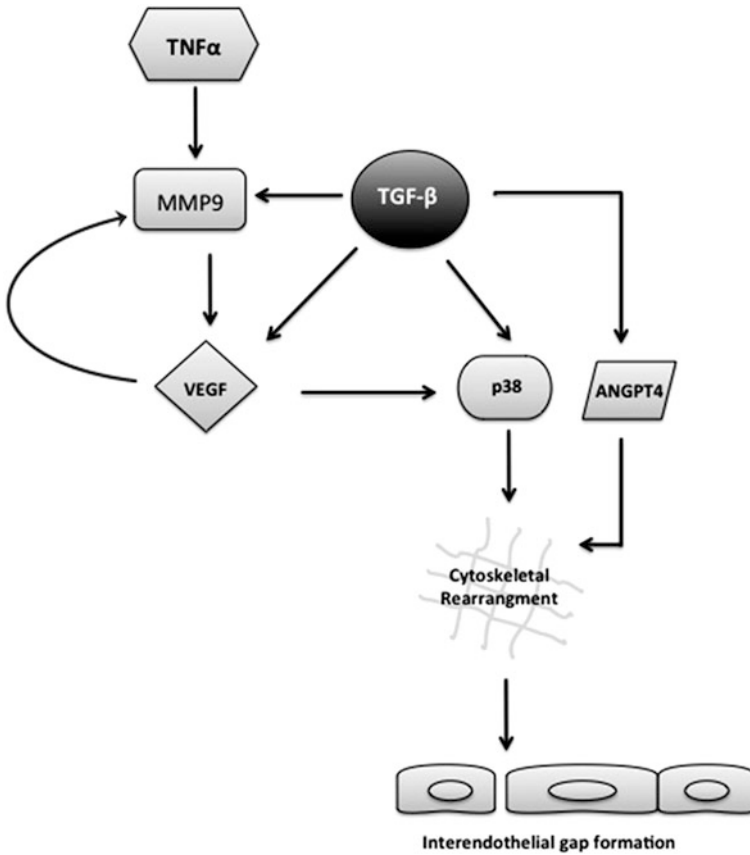 TNFα
MMP9
TGF-β
VEGF
p38
ANGPT4
Cytoskeletal
Rearrangment
Interendothelial gap formation